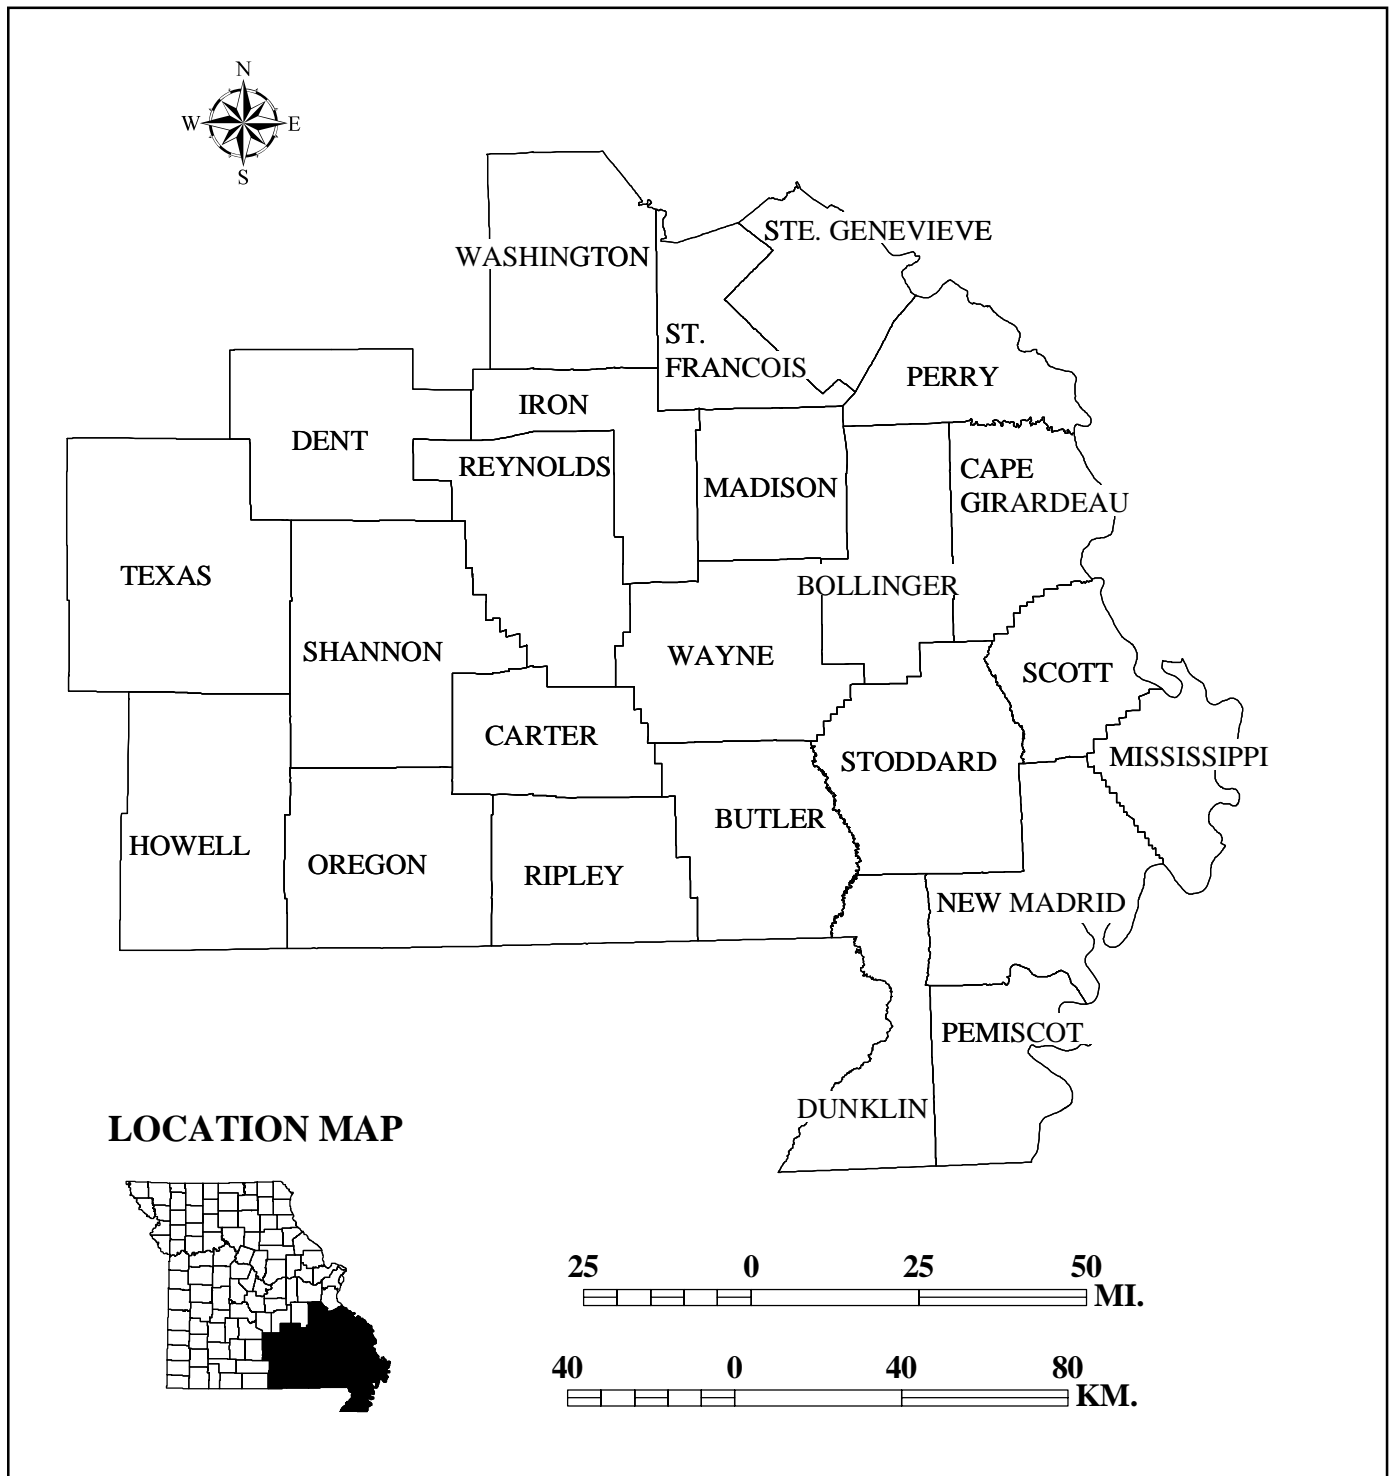 N
W E
S
STE. GENEVIEVE
WASHINGTON
ST.
FRANCOIS
PERRY
IRON
DENT
REYNOLDS
CAPE
GIRARDEAU
MADISON
TEXAS
BOLLINGER
SHANNON
WAYNE
SCOTT
CARTER
STODDARD
MISSISSIPPI
BUTLER
HOWELL
OREGON
RIPLEY
NEW MADRID
PEMISCOT
DUNKLIN
LOCATION MAP
25 0 25 50
MI.
40 0 40 80
KM.